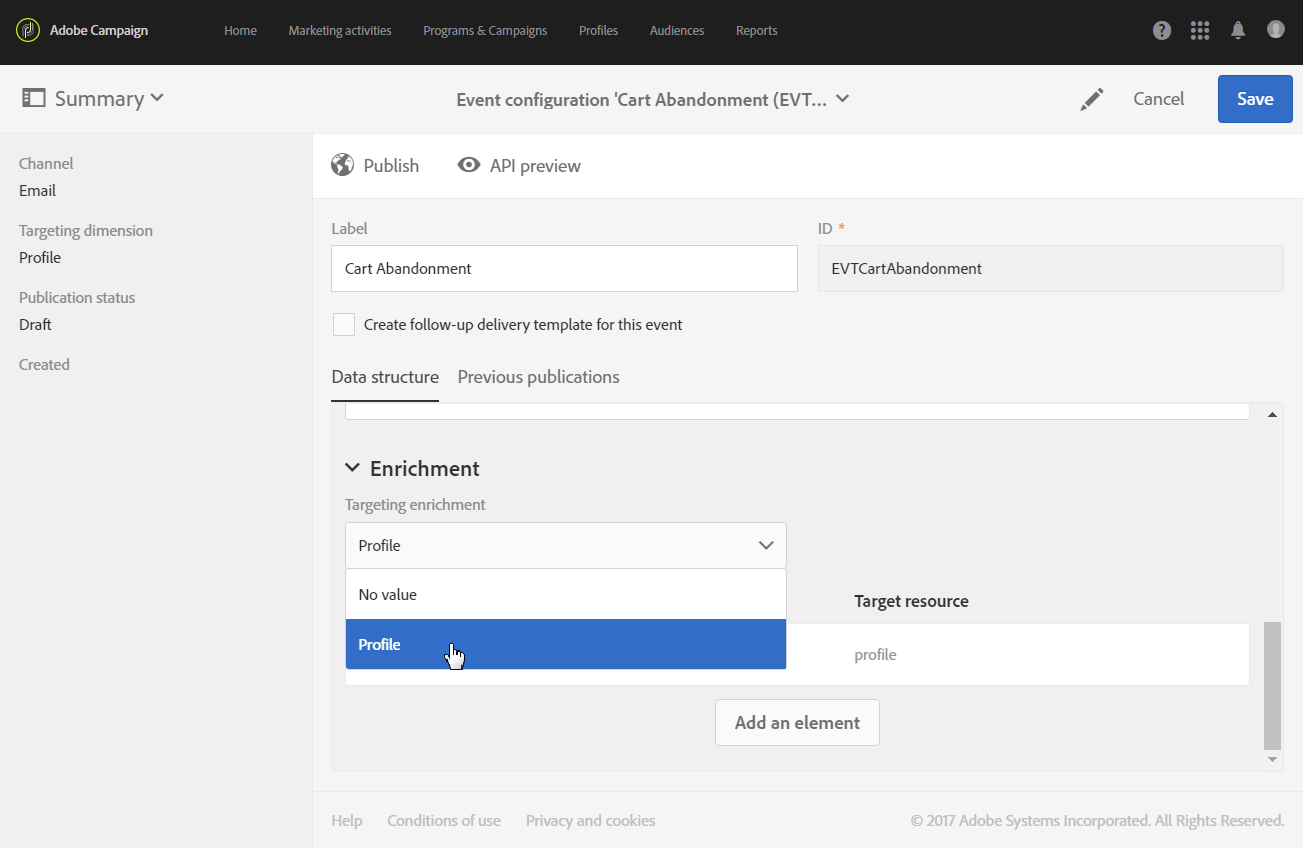 Adobe Campaign
Home
Marketing activities
Programs & Campaigns
Profiles
Audiences
Reports
Summary
Event configuration 'Cart Abandonment (EVT...
Cancel
Save
Channel
Email
Targeting dimension
Profile
Publication status
Draft
Created
Publish
API preview
Label
ID *
Cart Abandonment
EVTCartAbandonment
Create follow-up delivery template for this event
Data structure
Previous publications
Enrichment
Targeting enrichment
Profile
No value
Profile
Target resource
profile
Add an element
Help
Conditions of use
Privacy and cookies
© 2017 Adobe Systems Incorporated. All Rights Reserved.